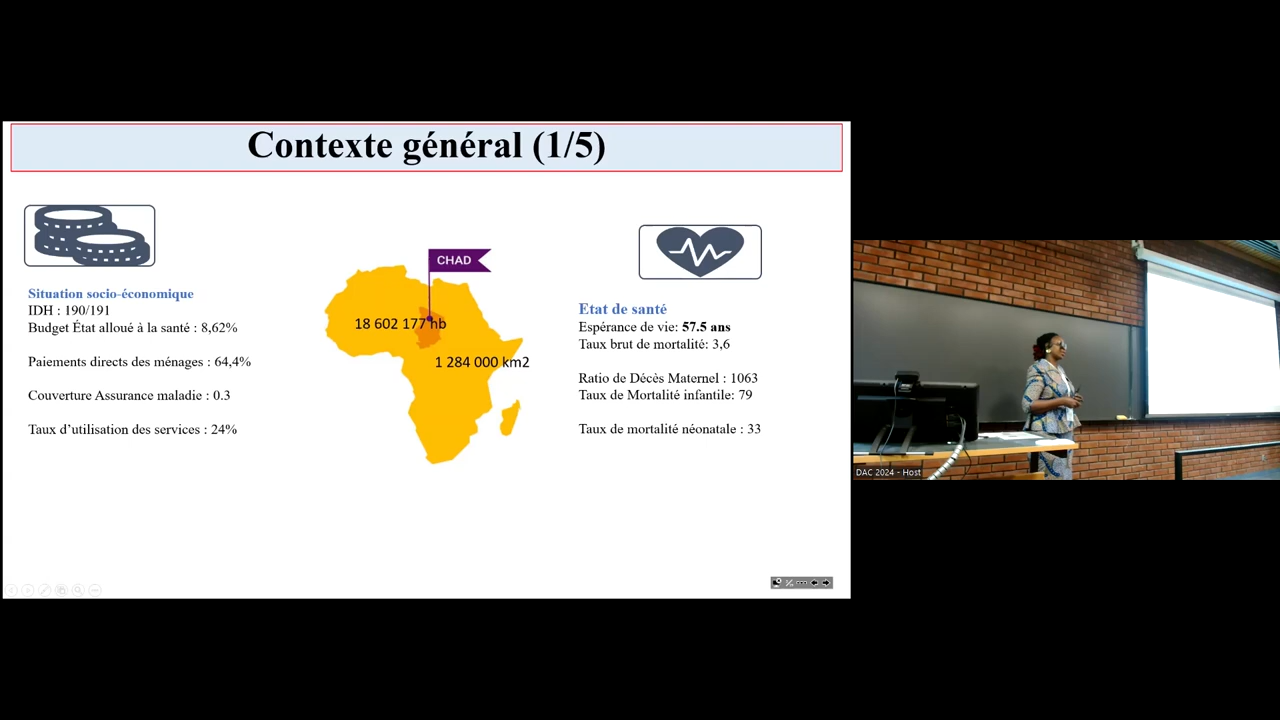 Contexte général (1/5)
Situation socio-économique
IDH : 190/191
Budget État alloué à la santé : 8,62%
Paiements directs des ménages : 64,4%
Couverture Assurance maladie : 0.3
Taux d’utilisation des services : 24%
CHAD
18 602 177 hb
1 284 000 km2
Etat de santé
Espérance de vie: 57.5 ans
Taux brut de mortalité: 3,6
Ratio de Décès Maternel : 1063
Taux de Mortalité infantile: 79
Taux de mortalité néonatale : 33
DAC 2024 - Host